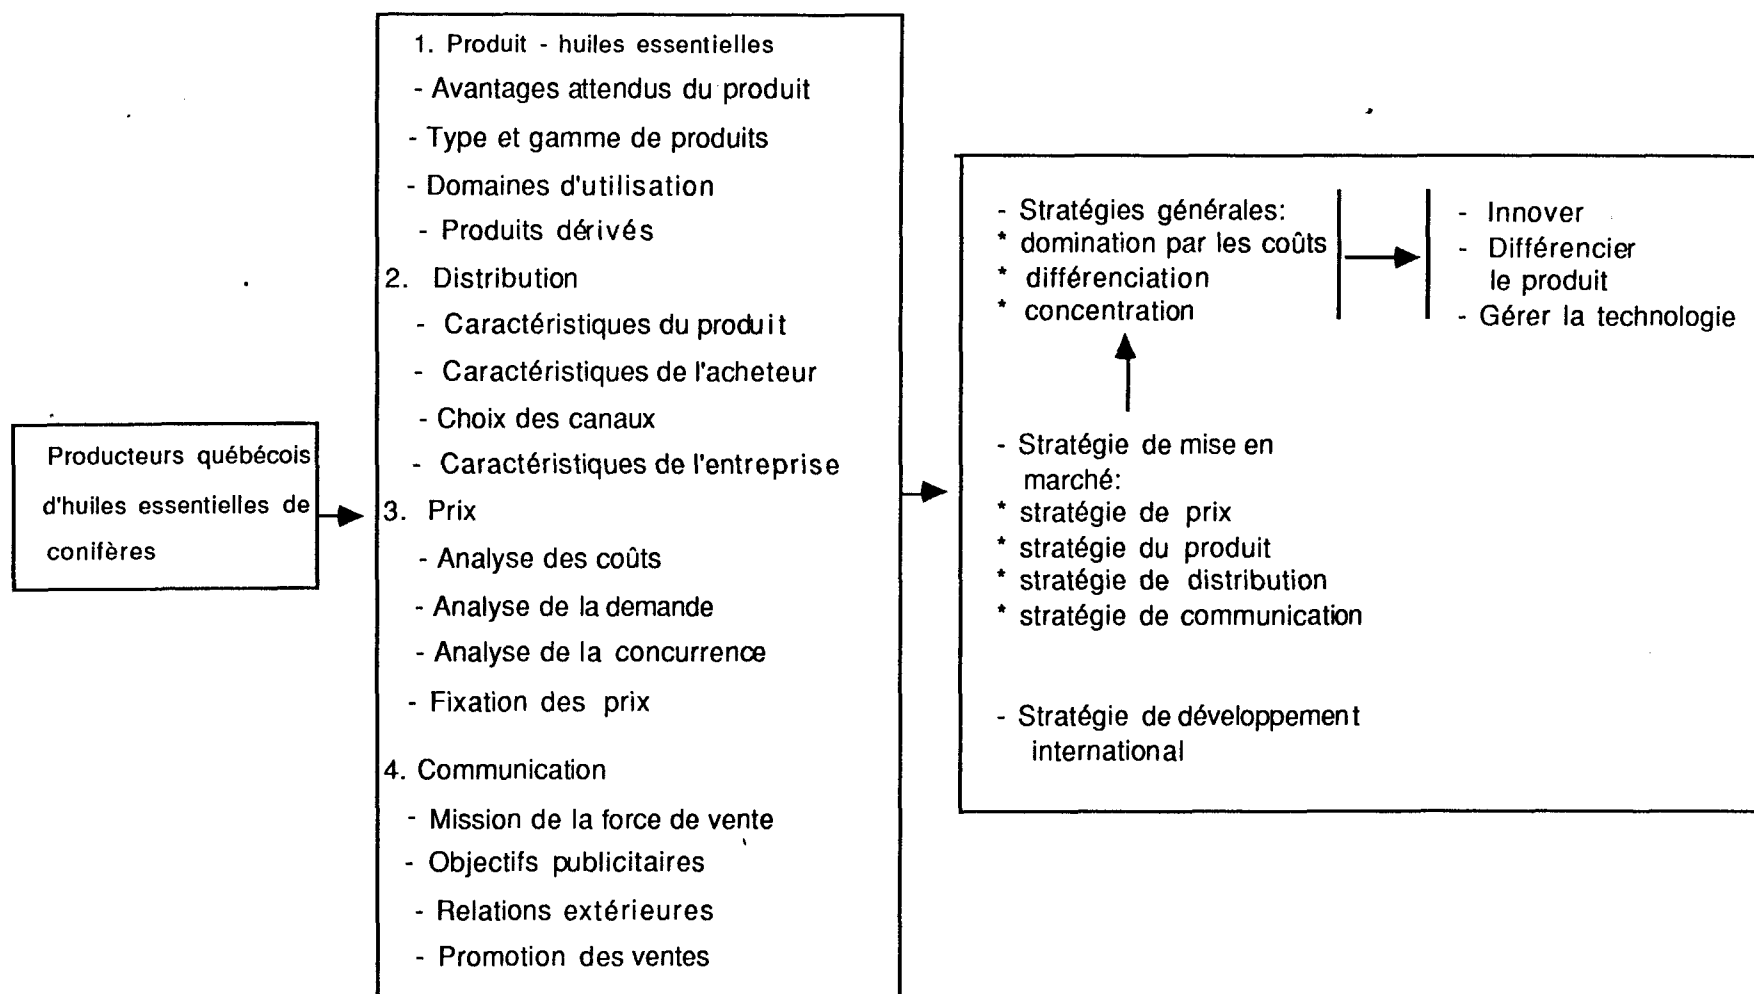 Producteurs québécois
d'huiles essentielles de
conifères
1. Produit - huiles essentielles
- Avantages attendus du produit
- Type et gamme de produits
- Domaines d'utilisation
- Produits dérivés
2. Distribution
- Caractéristiques du produit
- Caractéristiques de l'acheteur
- Choix des canaux
- Caractéristiques de l'entreprise
3. Prix
- Analyse des coûts
- Analyse de la demande
- Analyse de la concurrence
- Fixation des prix
4. Communication
- Mission de la force de vente
- Objectifs publicitaires
- Relations extérieures
- Promotion des ventes
- Stratégies générales:
* domination par les coûts
* différenciation
* concentration
- Innover
- Différencier
le produit
- Gérer la technologie
- Stratégie de mise en
marché:
* stratégie de prix
* stratégie du produit
* stratégie de distribution
* stratégie de communication
- Stratégie de développement
international